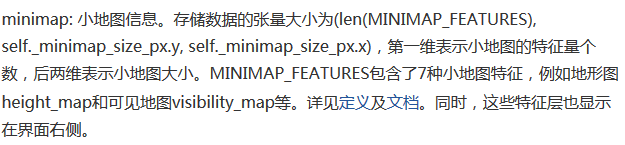 minimap: 小地图信息。存储数据的张量大小为(len(MINIMAP_FEATURES),
self._minimap_size_px.y, self._minimap_size_px.x)，第一维表示小地图的特征量个
数，后两维表示小地图大小。MINIMAP_FEATURES包含了7种小地图特征，例如地形图
height_map和可见地图visibility_map等。详见定义及文档。同时，这些特征层也显示
在界面右侧。